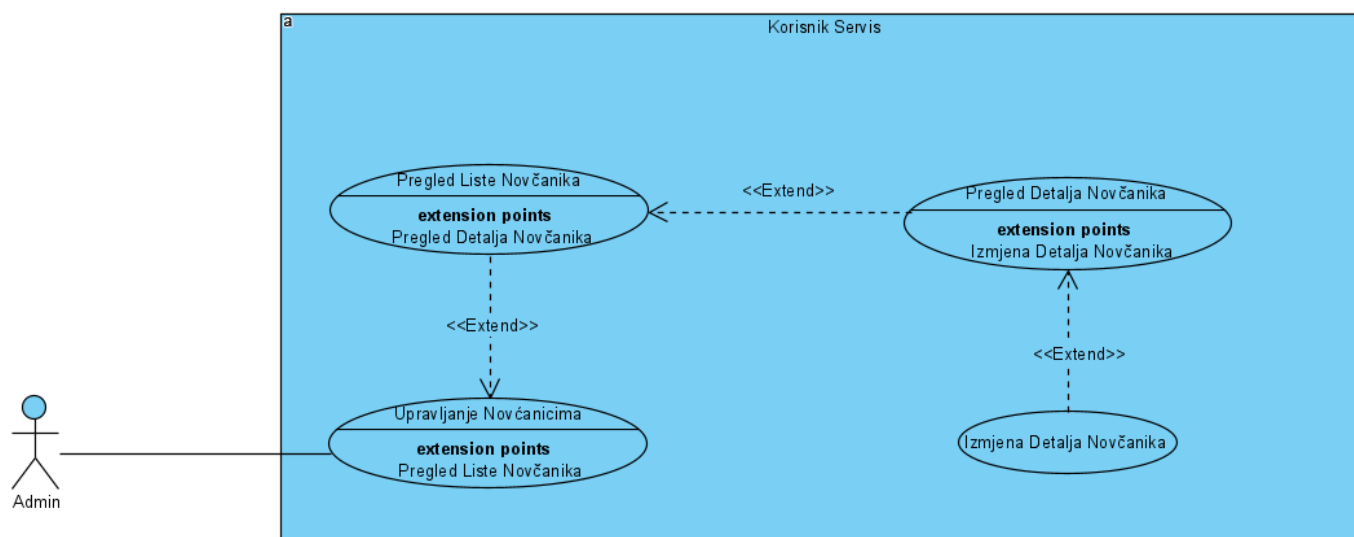 a
Korisnik Servis
Pregled Liste Novčanika
extension points
Pregled Detalja Novčanika
<<Extend>>
Pregled Detalja Novčanika
extension points
Izmjena Detalja Novčanika
<<Extend>>
<<Extend>>
Upravljanje Novćanicima
extension points
Pregled Liste Novčanika
Izmjena Detalja Novčanika
Admin